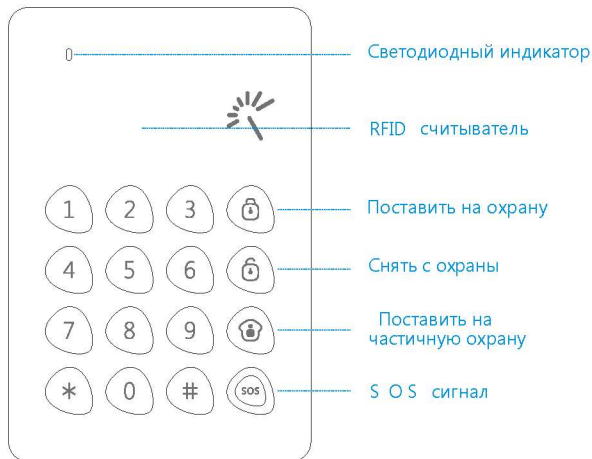 Светодиодный индикатор
RFID считыватель
1 2 3
Поставить на охрану
4 5 6
Снять с охраны
7 8 9
Поставить на
частичную охрану
* 0 # SOS
S O S сигнал